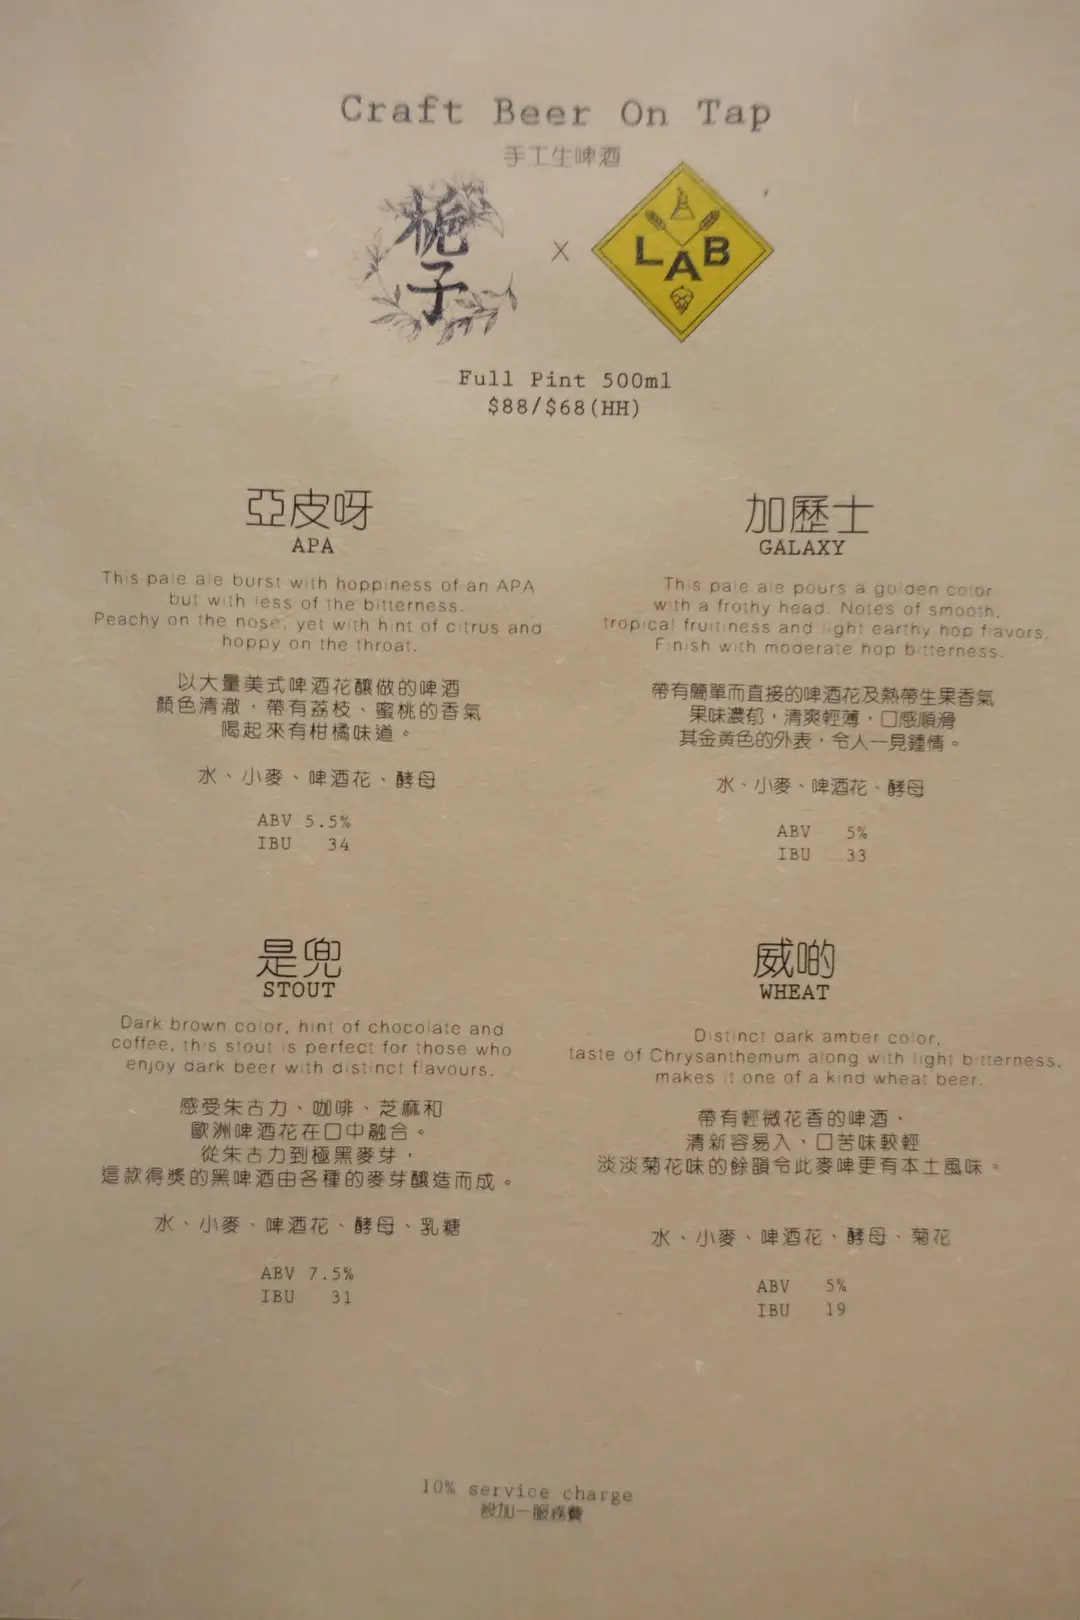 Craft Beer On Tap
手工生啤酒
梔子
X
LAB
Full Pint 500ml
$88/$68(HH)
亞皮呀
APA
This pale ale burst with hoppiness of an APA
but with less of the bitterness.
Peachy on the nose, yet with hint of citrus and
hoppy on the throat.
以大量美式啤酒花釀做的啤酒
顏色清澈，帶有荔枝、蜜桃的香氣
喝起來有柑橘味道。
水、小麥、啤酒花、酵母
ABV 5.5%
IBU 34
加歷士
GALAXY
This pale ale pours a golden color
with a frothy head. Notes of smooth,
tropical fruitiness and light earthy hop flavors.
Finish with moderate hop bitterness.
帶有簡單而直接的啤酒花及熱帶生果香氣
果味濃郁，清爽輕薄，口感順滑
其金黃色的外表，令人一見鍾情。
水、小麥、啤酒花、酵母
ABV 5%
IBU 33
是兜
STOUT
Dark brown color, hint of chocolate and
coffee, this stout is perfect for those who
enjoy dark beer with distinct flavours.
感受朱古力、咖啡、芝麻和
歐洲啤酒花在口中融合。
從朱古力到極黑麥芽，
這款得獎的黑啤酒由各種的麥芽釀造而成。
水、小麥、啤酒花、酵母、乳糖
ABV 7.5%
IBU 31
威啲
WHEAT
Distinct dark amber color,
taste of Chrysanthemum along with light bitterness,
makes it one of a kind wheat beer.
帶有輕微花香的啤酒，
清新容易入，口苦味較輕
淡淡菊花味的餘韻令此麥啤更有本土風味。
水、小麥、啤酒花、酵母、菊花
ABV 5%
IBU 19
10% service charge
設加一服務費